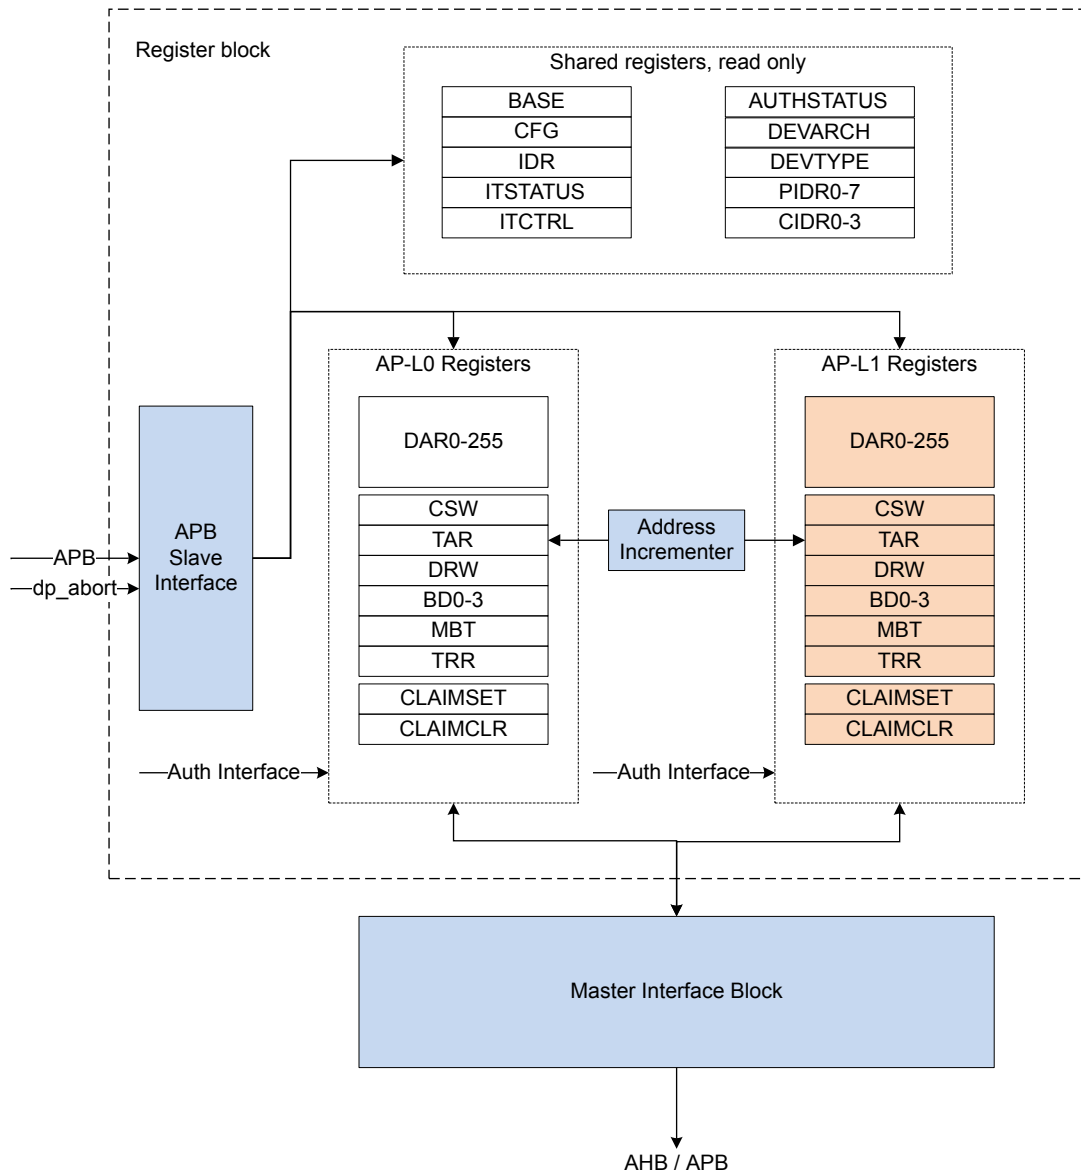 Register block
Shared registers, read only
BASE
CFG
IDR
ITSTATUS
ITCTRL
AUTHSTATUS
DEVARCH
DEVTYPE
PIDR0-7
CIDR0-3
AP-L0 Registers
DAR0-255
CSW
TAR
DRW
BD0-3
MBT
TRR
CLAIMSET
CLAIMCLR
AP-L1 Registers
DAR0-255
CSW
TAR
DRW
BD0-3
MBT
TRR
CLAIMSET
CLAIMCLR
Address
Incrementer
APB
Slave
Interface
APB
dp_abort
Auth Interface
Auth Interface
Master Interface Block
AHB / APB